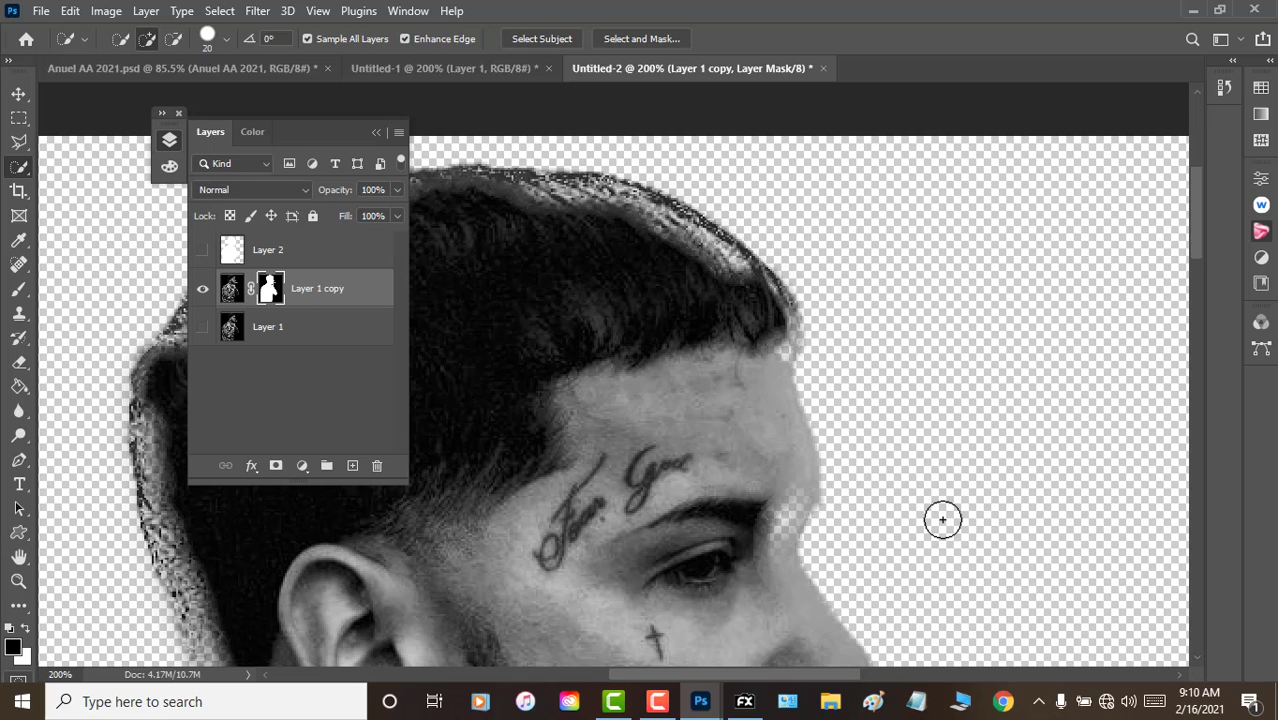 Ps File Edit Image Layer Type Select Filter 3D View Plugins Window Help
20 0° Sample All Layers Enhance Edge Select Subject Select and Mask...
Anuel AA 2021.psd @ 85.5% (Anuel AA 2021, RGB/8#) * × Untitled-1 @ 200% (Layer 1, RGB/8#) * × Untitled-2 @ 200% (Layer 1 copy, Layer Mask/8) * ×
Layers Color
Kind
Normal Opacity: 100%
Lock: Fill: 100%
Layer 2
Layer 1 copy
Layer 1
fx
200% Doc: 4.17M/10.7M
Type here to search
Ps FX
9:10 AM
2/16/2021